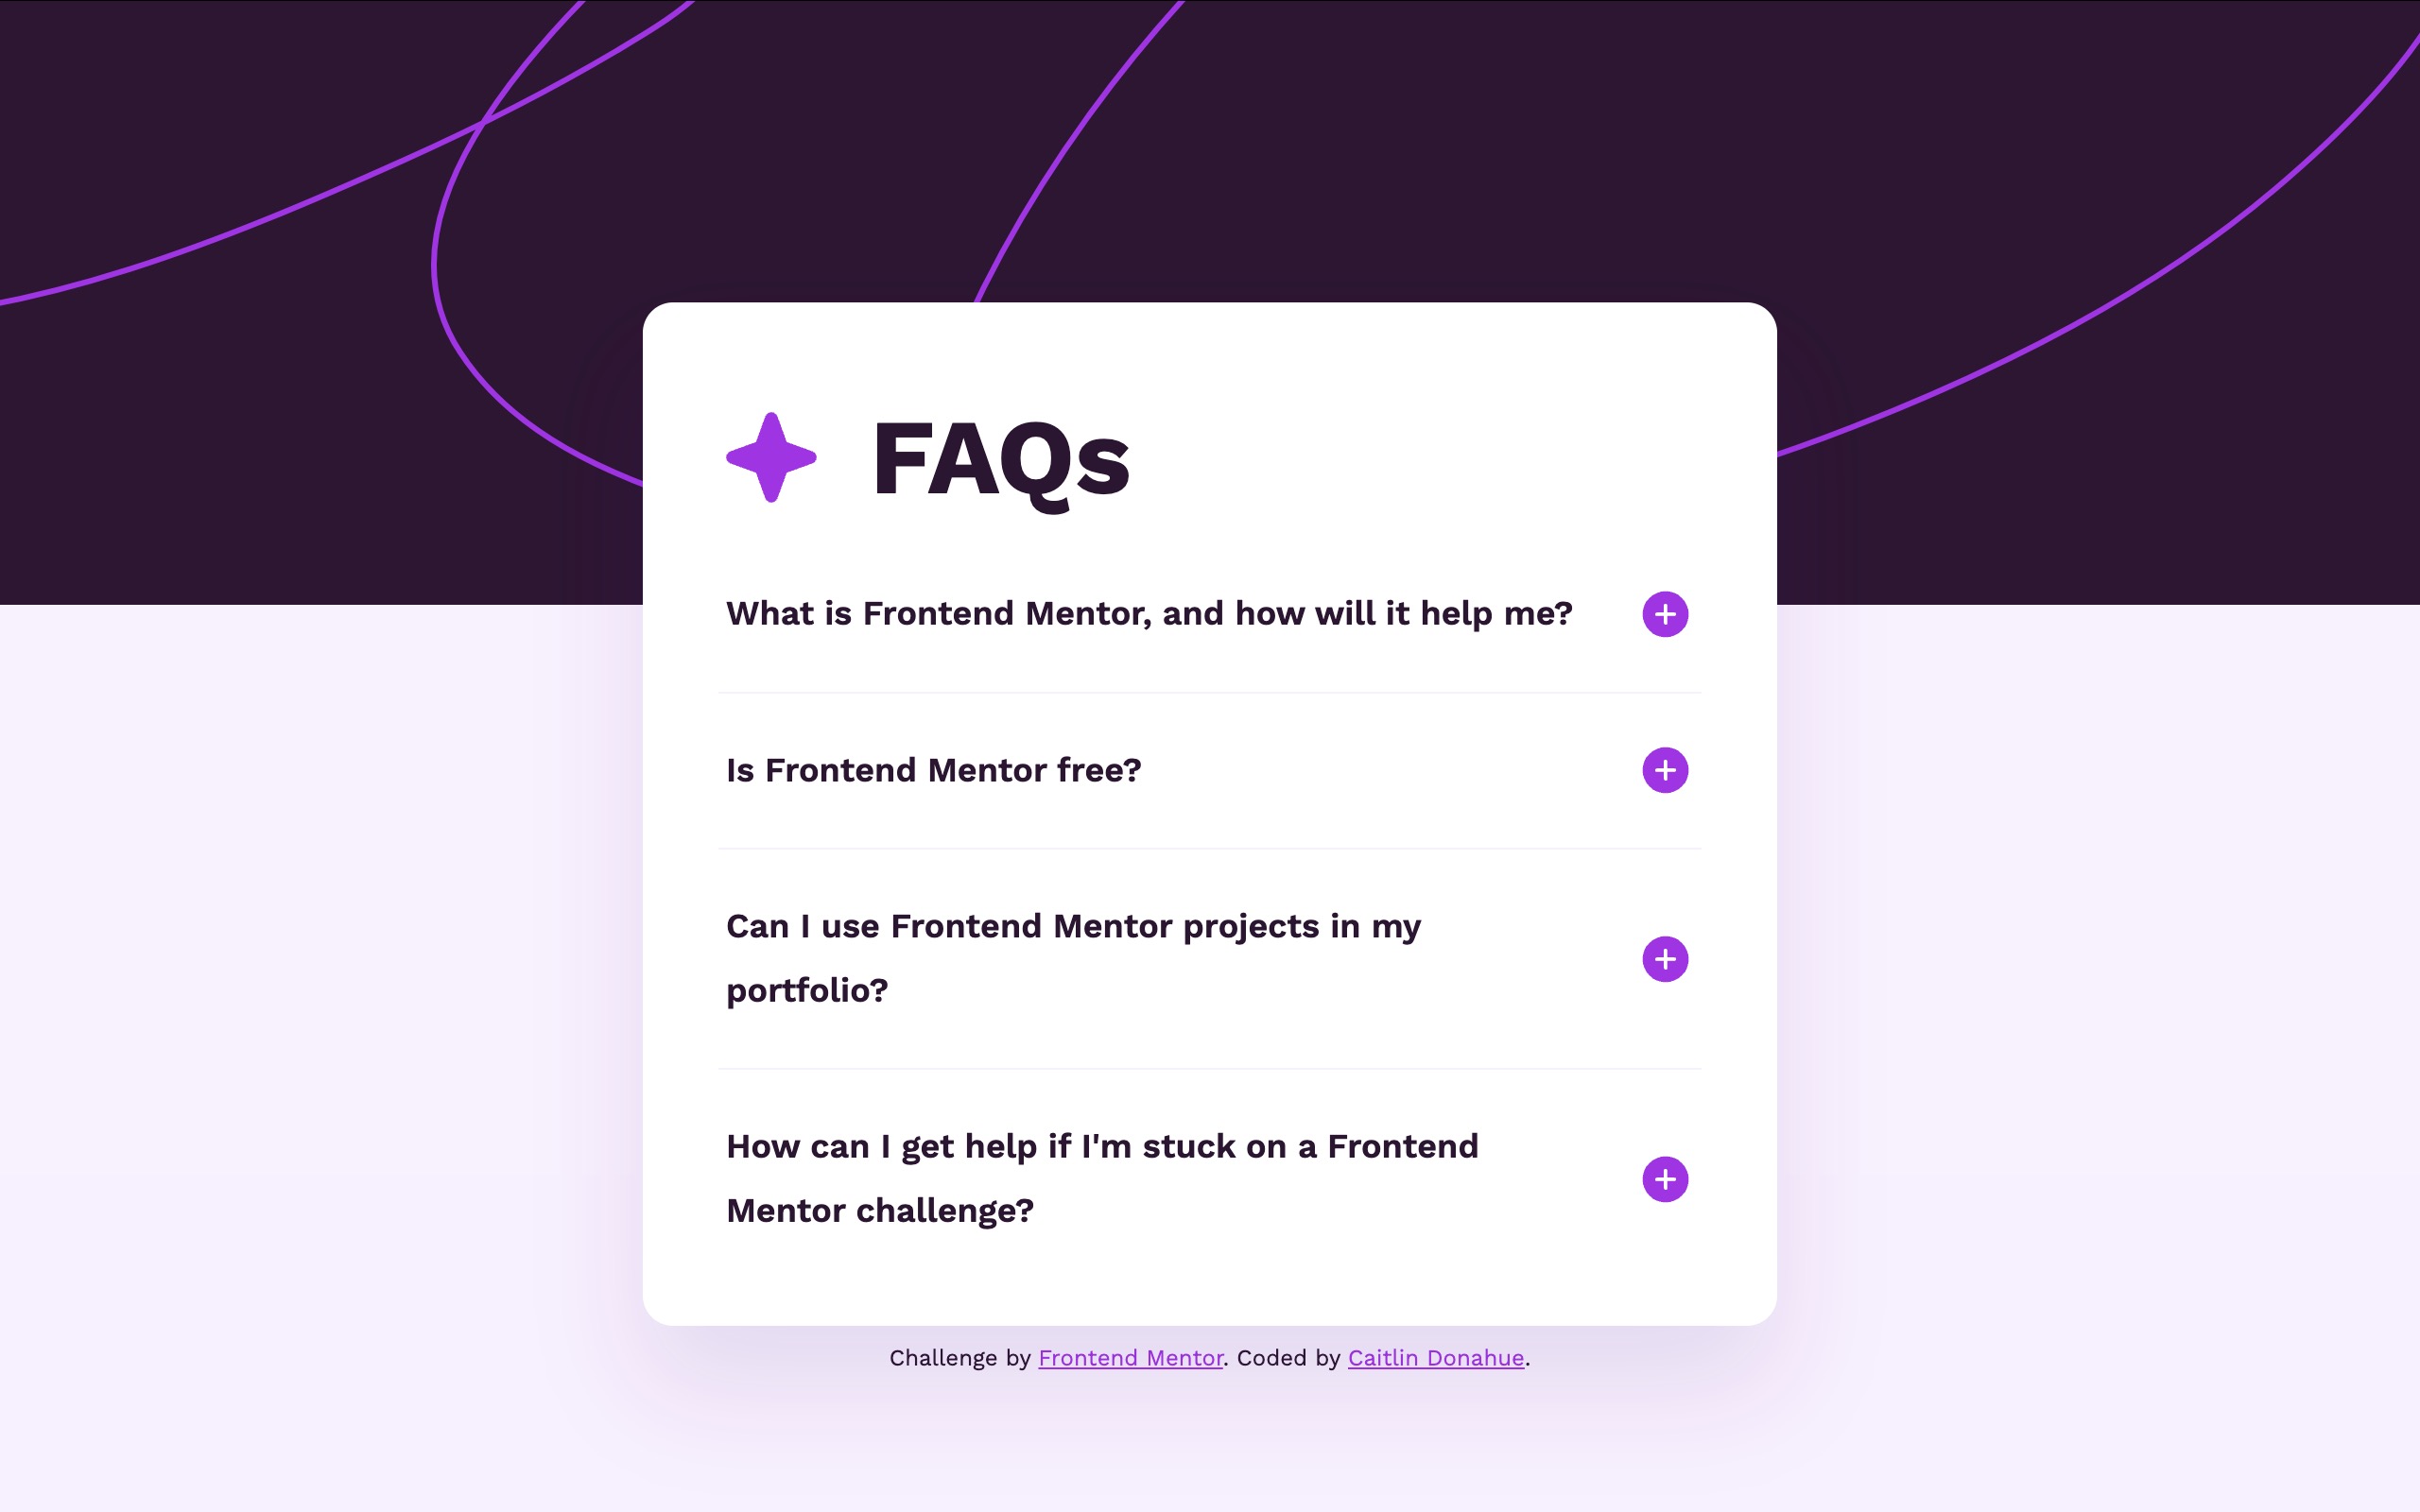 FAQs
What is Frontend Mentor, and how will it help me?
Is Frontend Mentor free?
Can I use Frontend Mentor projects in my
portfolio?
How can I get help if I'm stuck on a Frontend
Mentor challenge?
Challenge by Frontend Mentor. Coded by Caitlin Donahue.